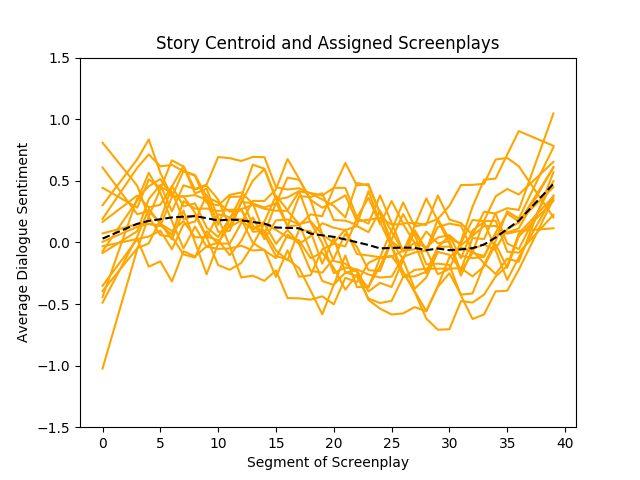 Story Centroid and Assigned Screenplays
1.5
1.0
0.5
0.0
−0.5
−1.0
−1.5
Average Dialogue Sentiment
0 5 10 15 20 25 30 35 40
Segment of Screenplay